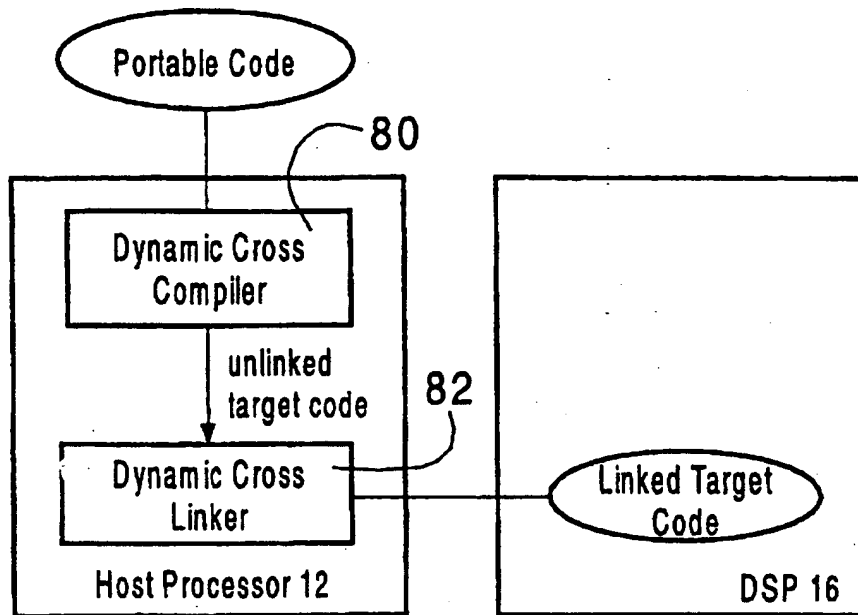 Portable Code
80
Dynamic Cross
Compiler
unlinked
target code
82
Dynamic Cross
Linker
Linked Target
Code
Host Processor 12
DSP 16